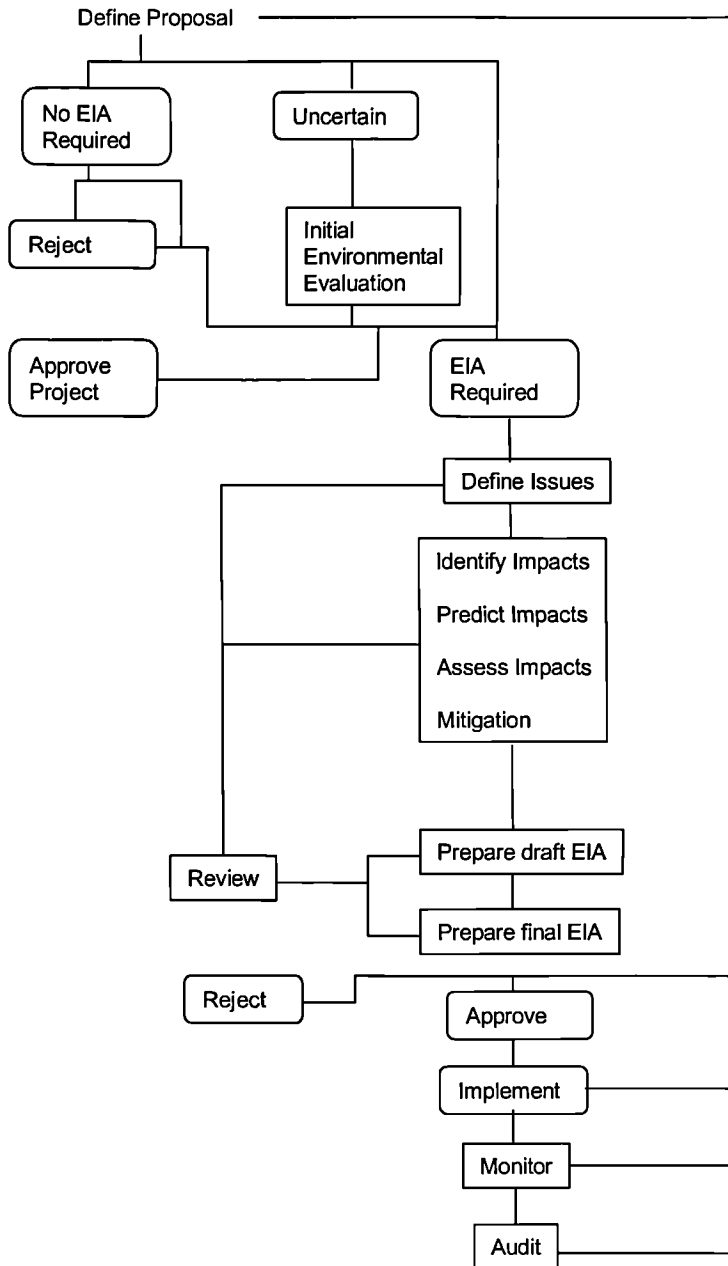 Define Proposal
No EIA
Required
Uncertain
Reject
Initial
Environmental
Evaluation
Approve
Project
EIA
Required
Define Issues
Identify Impacts
Predict Impacts
Assess Impacts
Mitigation
Review
Prepare draft EIA
Prepare final EIA
Reject
Approve
Implement
Monitor
Audit